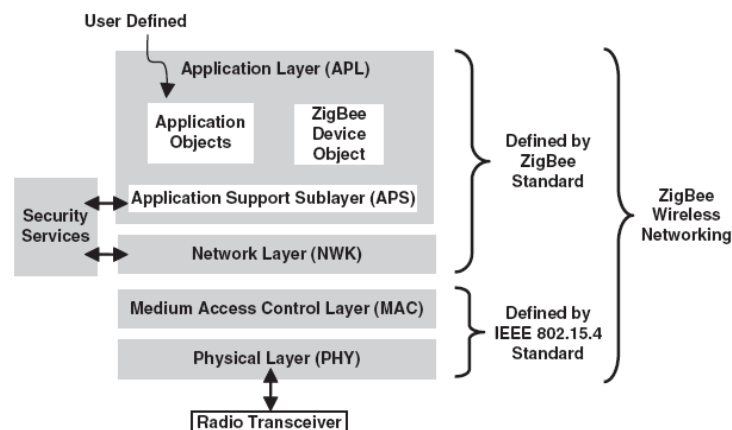 User Defined
Application Layer (APL)
Application
Objects
ZigBee
Device
Object
Application Support Sublayer (APS)
Security
Services
Network Layer (NWK)
Medium Access Control Layer (MAC)
Physical Layer (PHY)
Radio Transceiver
Defined by
ZigBee
Standard
Defined by
IEEE 802.15.4
Standard
ZigBee
Wireless
Networking